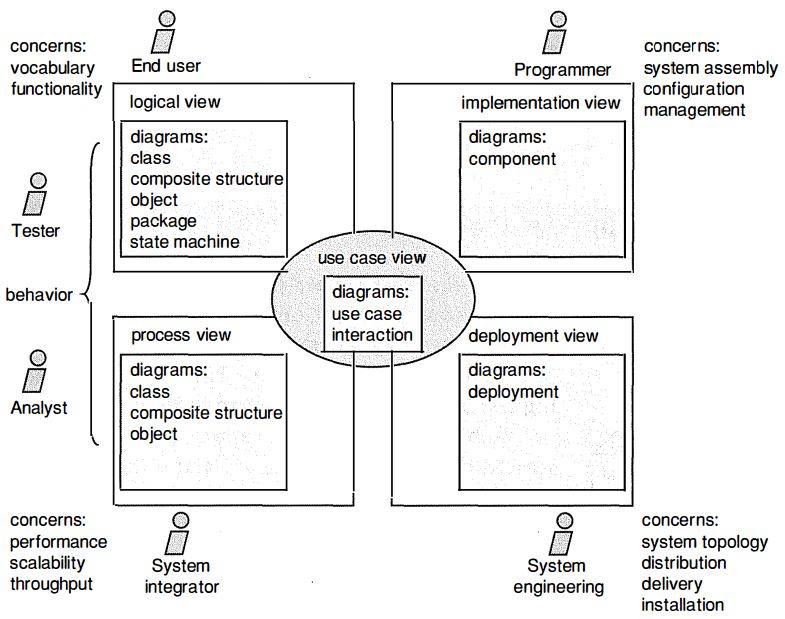 concerns:
vocabulary
functionality
End user
Programmer
concerns:
system assembly
configuration
management
logical view
diagrams:
class
composite structure
object
package
state machine
implementation view
diagrams:
component
Tester
behavior
Analyst
use case view
diagrams:
use case
interaction
process view
diagrams:
class
composite structure
object
deployment view
diagrams:
deployment
concerns:
performance
scalability
throughput
System
integrator
System
engineering
concerns:
system topology
distribution
delivery
installation